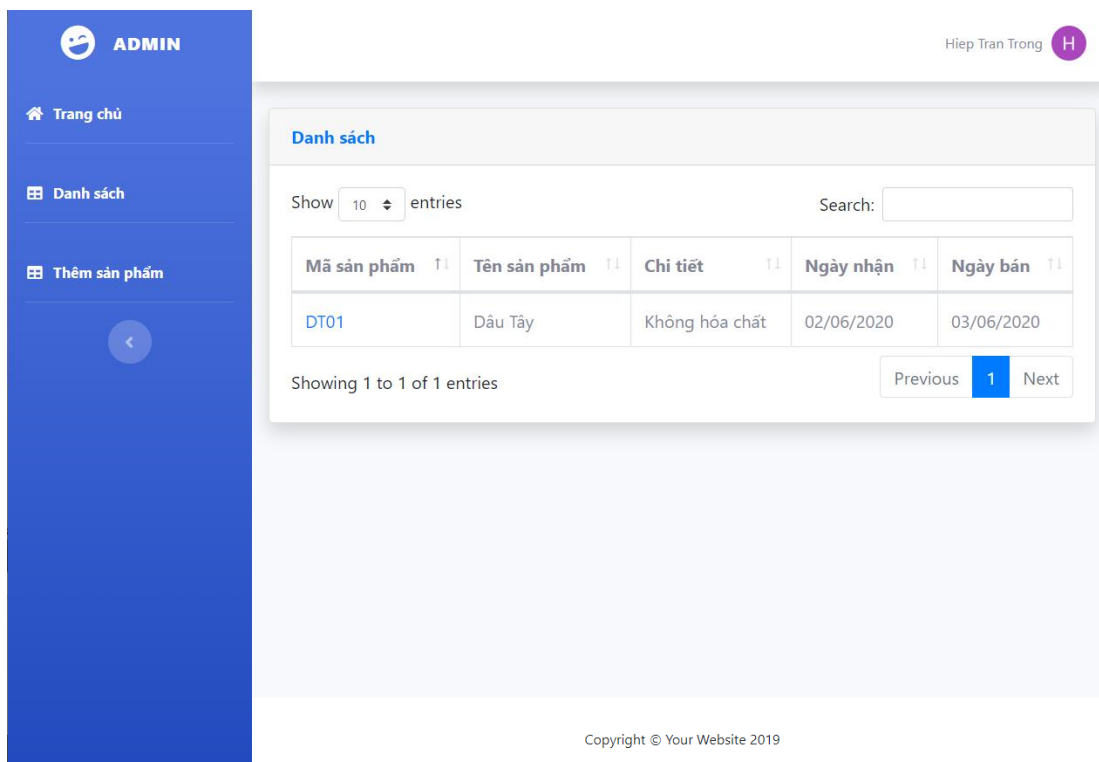 ADMIN
Hiep Tran Trong H
Trang chủ
Danh sách
Thêm sản phẩm
Danh sách
Show 10 entries Search:
Mã sản phẩm Tên sản phẩm Chi tiết Ngày nhận Ngày bán
DT01 Dâu Tây Không hóa chất 02/06/2020 03/06/2020
Showing 1 to 1 of 1 entries Previous 1 Next
Copyright © Your Website 2019